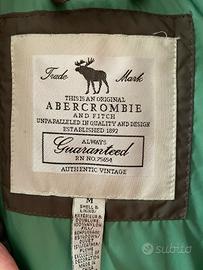 Trade Mark
THIS IS AN ORIGINAL
ABERCROMBIE
AND FITCH
UNPARALLELED IN QUALITY AND DESIGN
ESTABLISHED 1892
ALWAYS
Guaranteed
RN NO. 75654
AUTHENTIC VINTAGE
M
SHELL &
subito